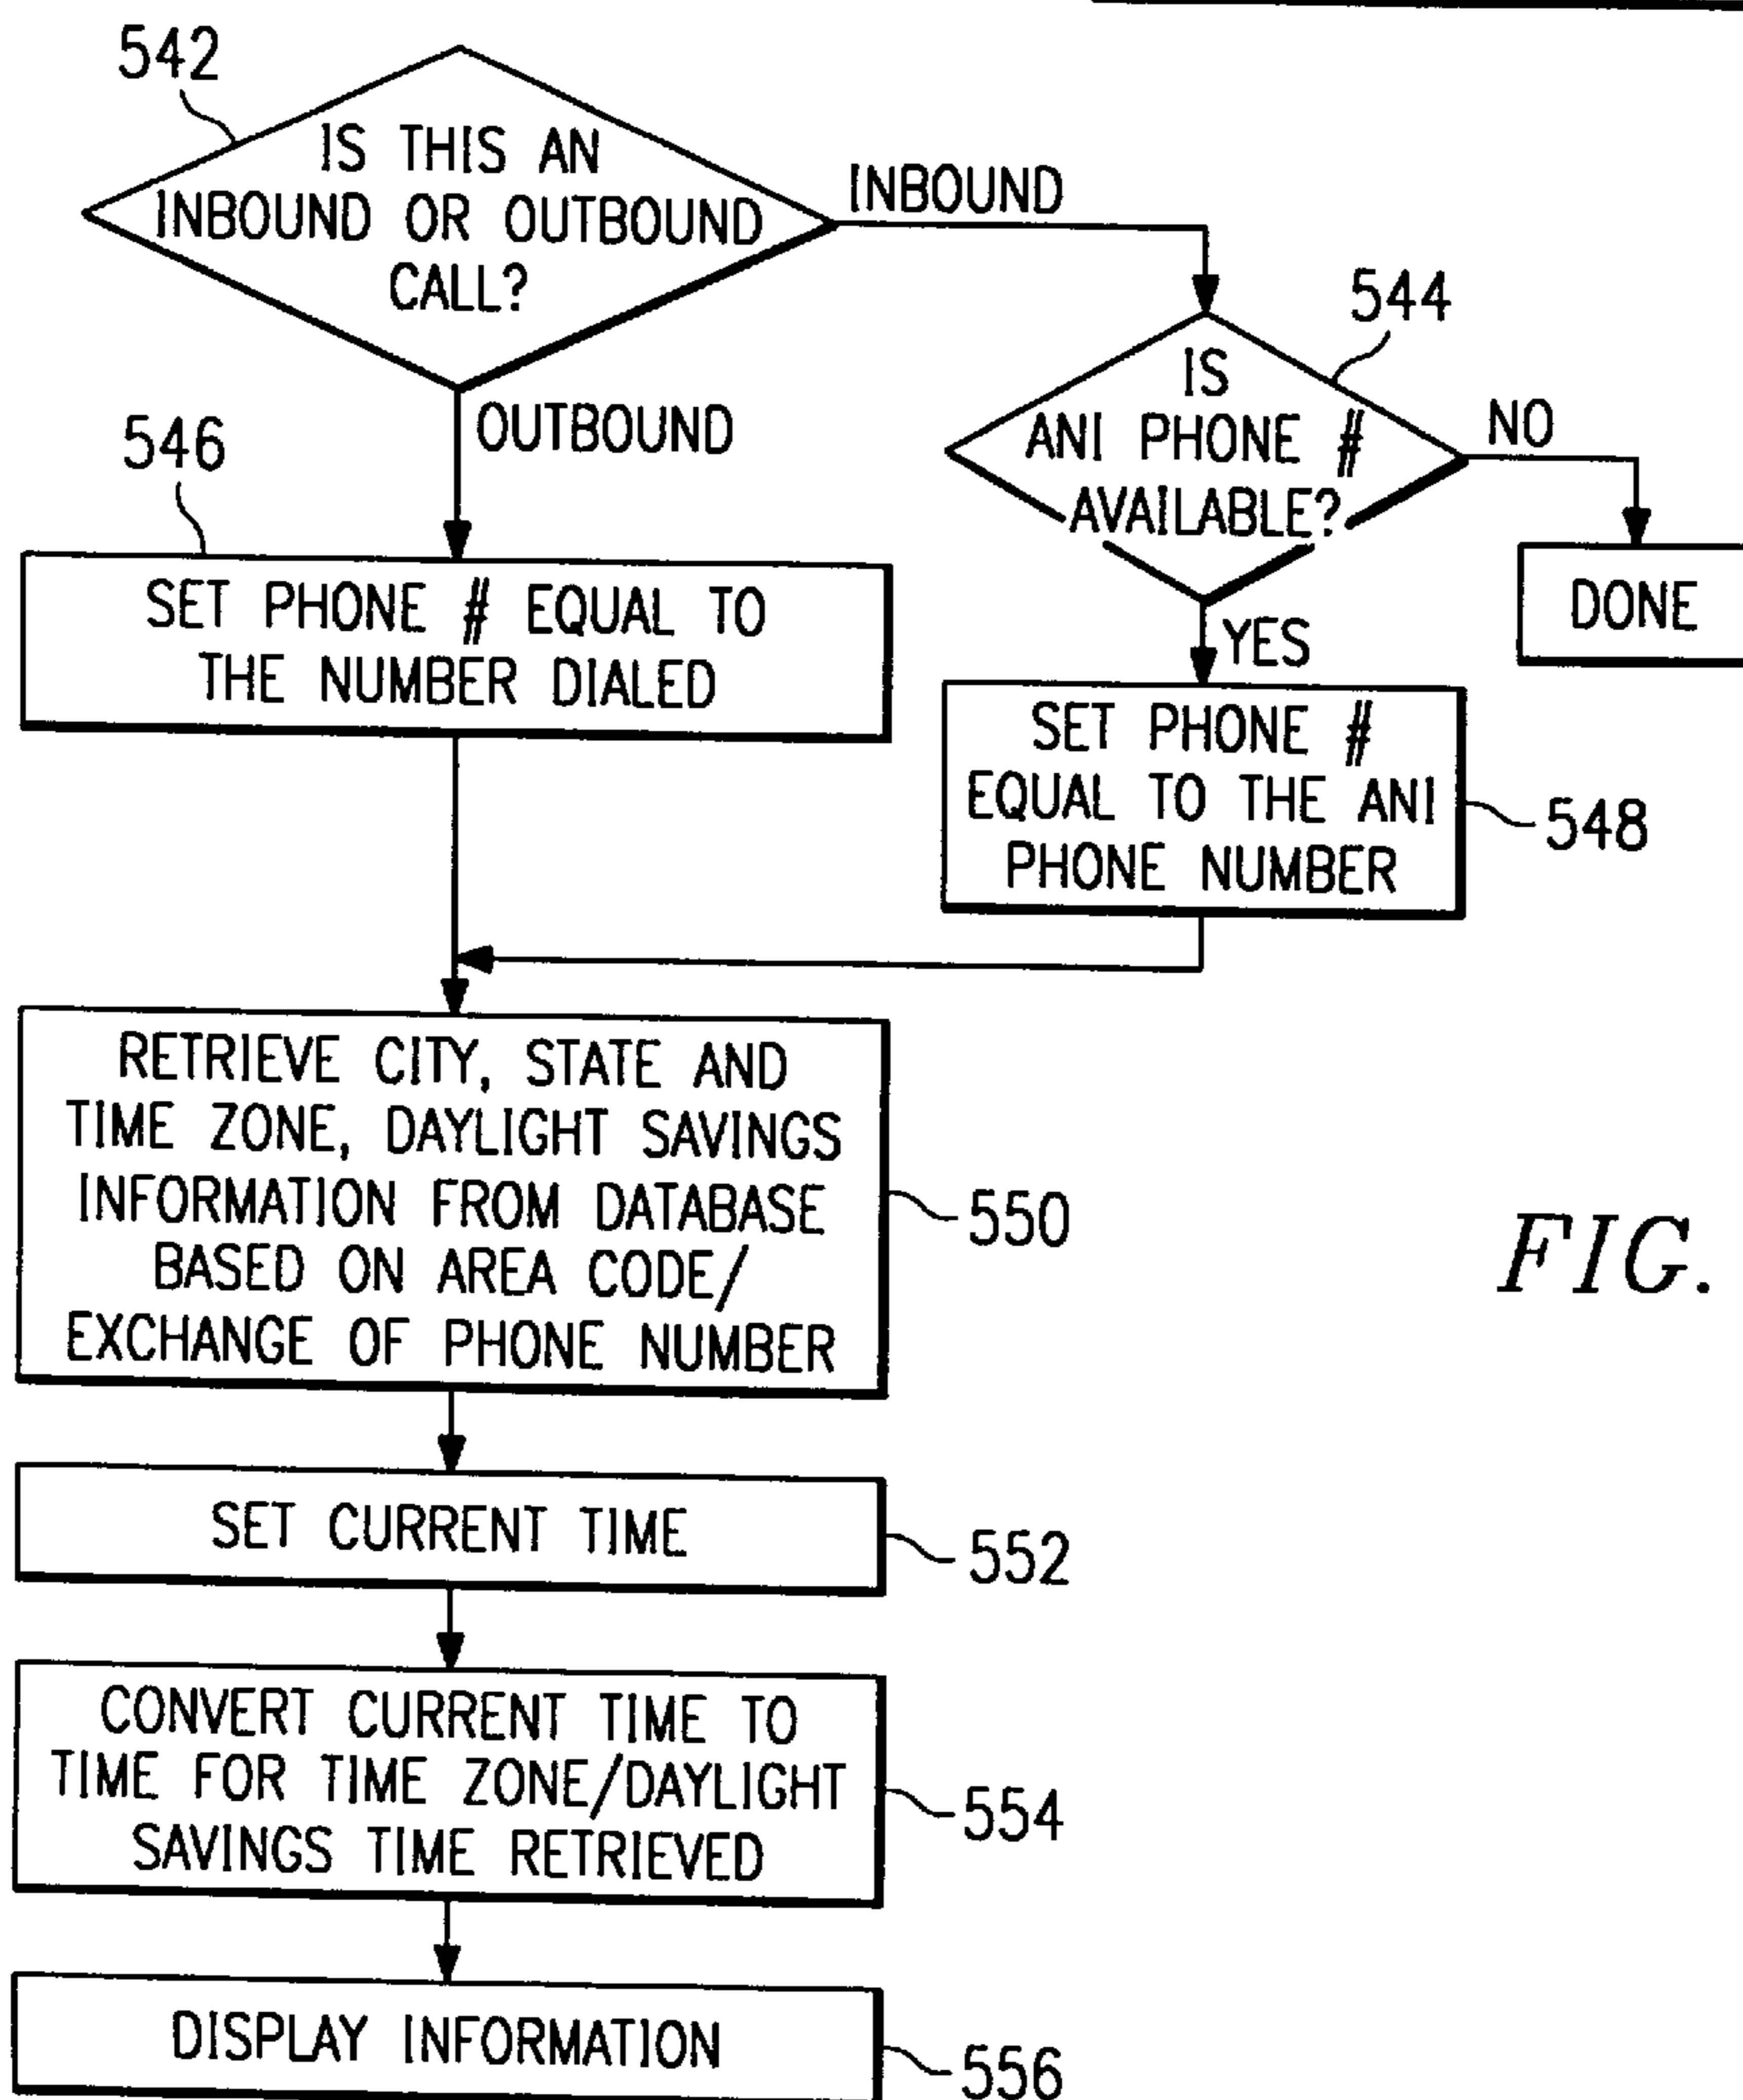 542
IS THIS AN
INBOUND OR OUTBOUND
CALL?
INBOUND
OUTBOUND
544
IS
ANI PHONE #
AVAILABLE?
NO
DONE
YES
546
SET PHONE # EQUAL TO
THE NUMBER DIALED
SET PHONE #
EQUAL TO THE ANI
PHONE NUMBER
548
RETRIEVE CITY, STATE AND
TIME ZONE, DAYLIGHT SAVINGS
INFORMATION FROM DATABASE
BASED ON AREA CODE/
EXCHANGE OF PHONE NUMBER
550
FIG.
SET CURRENT TIME
552
CONVERT CURRENT TIME TO
TIME FOR TIME ZONE/DAYLIGHT
SAVINGS TIME RETRIEVED
554
DISPLAY INFORMATION
556